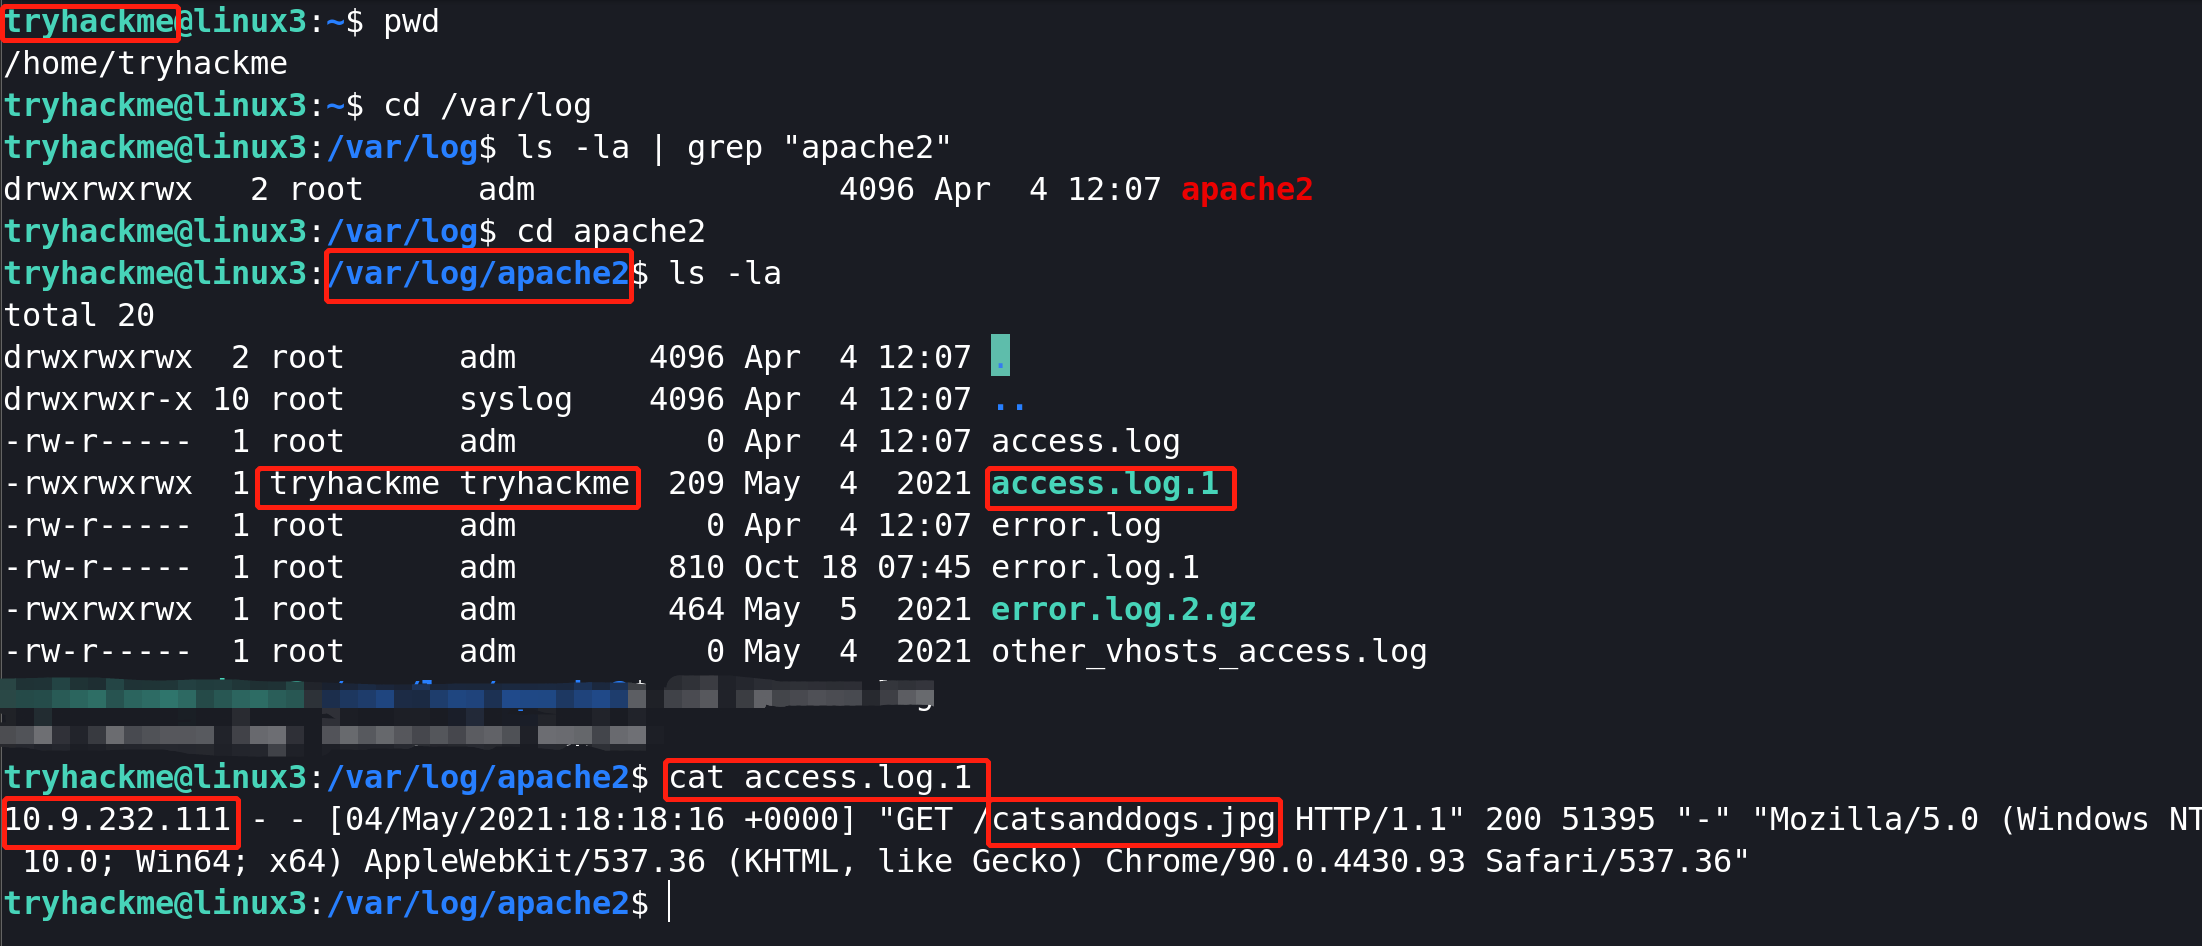 tryhackme@linux3:~$ pwd
/home/tryhackme
tryhackme@linux3:~$ cd /var/log
tryhackme@linux3:/var/log$ ls -la | grep "apache2"
drwxrwxrwx   2 root      adm                4096 Apr  4 12:07 apache2
tryhackme@linux3:/var/log$ cd apache2
tryhackme@linux3:/var/log/apache2$ ls -la
total 20
drwxrwxrwx  2 root      adm       4096 Apr  4 12:07 .
drwxrwxr-x 10 root      syslog    4096 Apr  4 12:07 ..
-rw-r-----  1 root      adm          0 Apr  4 12:07 access.log
-rwxrwxrwx  1 tryhackme tryhackme  209 May  4  2021 access.log.1
-rw-r-----  1 root      adm          0 Apr  4 12:07 error.log
-rw-r-----  1 root      adm        810 Oct 18 07:45 error.log.1
-rwxrwxrwx  1 root      adm        464 May  5  2021 error.log.2.gz
-rw-r-----  1 root      adm          0 May  4  2021 other_vhosts_access.log
tryhackme@linux3:/var/log/apache2$ cat access.log.1
10.9.232.111 - - [04/May/2021:18:18:16 +0000] "GET /catsanddogs.jpg HTTP/1.1" 200 51395 "-" "Mozilla/5.0 (Windows NT
 10.0; Win64; x64) AppleWebKit/537.36 (KHTML, like Gecko) Chrome/90.0.4430.93 Safari/537.36"
tryhackme@linux3:/var/log/apache2$